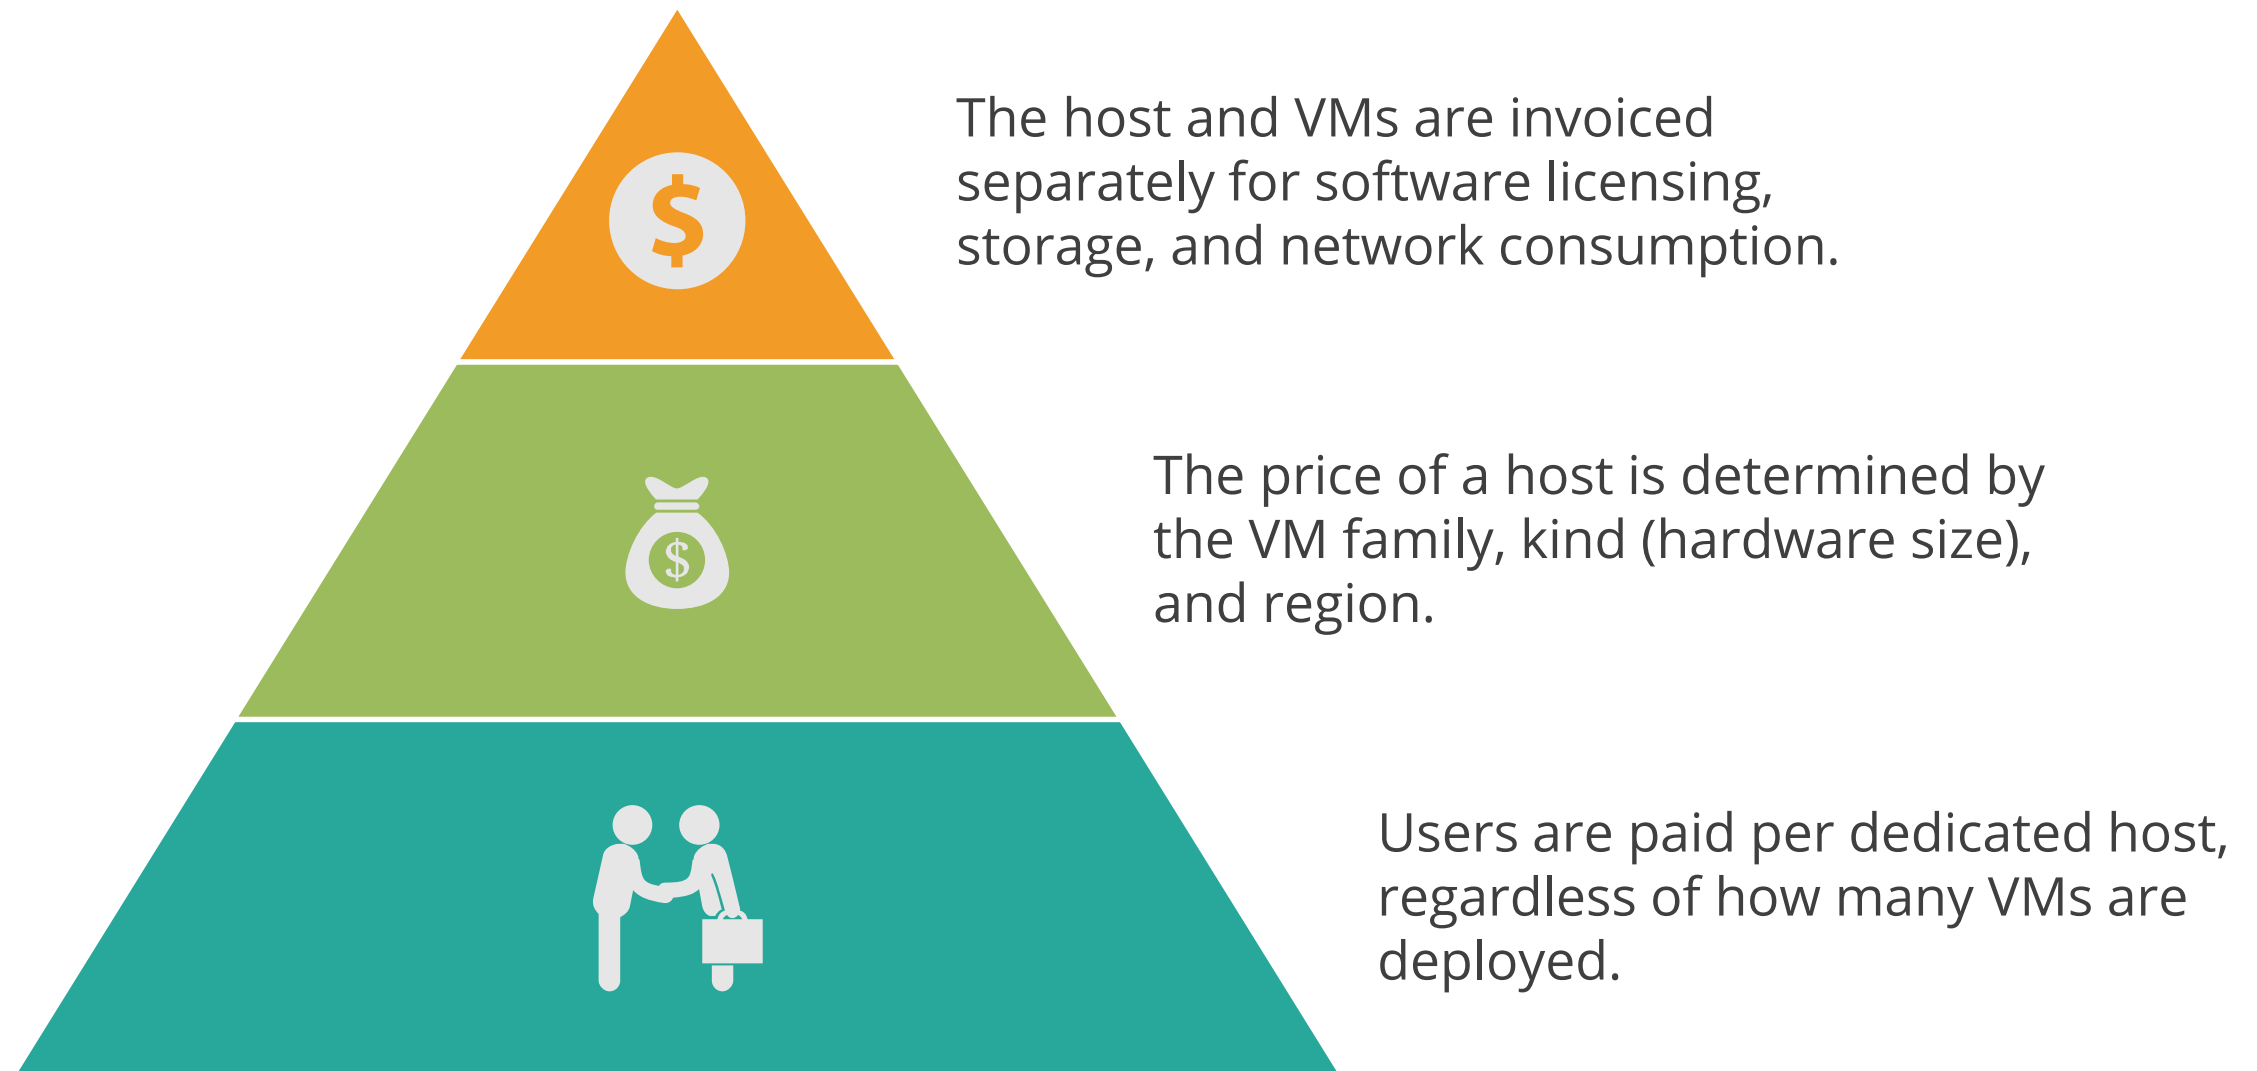 The host and VMs are invoiced
separately for software licensing,
storage, and network consumption.
$
The price of a host is determined by
the VM family, kind (hardware size),
and region.
$
Users are paid per dedicated host,
regardless of how many VMs are
deployed.